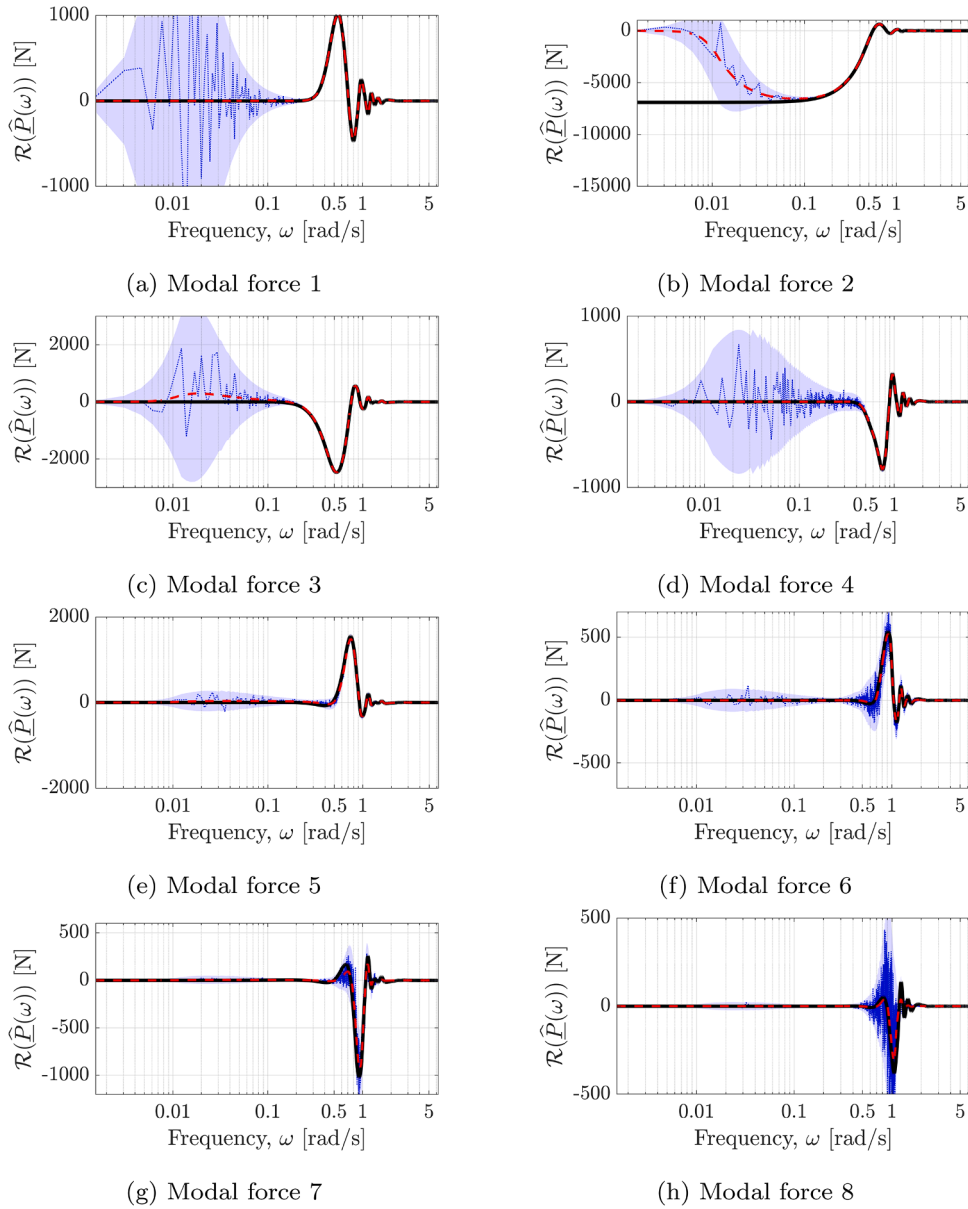 1000
0
-1000
0.01 0.1 0.5 1 5
ℛ(P̲̂(ω)) [N]
Frequency, ω [rad/s]
(a) Modal force 1
0
-5000
-10000
-15000
0.01 0.1 0.5 1 5
ℛ(P̲̂(ω)) [N]
Frequency, ω [rad/s]
(b) Modal force 2
2000
0
-2000
0.01 0.1 0.5 1 5
ℛ(P̲̂(ω)) [N]
Frequency, ω [rad/s]
(c) Modal force 3
1000
0
-1000
0.01 0.1 0.5 1 5
ℛ(P̲̂(ω)) [N]
Frequency, ω [rad/s]
(d) Modal force 4
2000
0
-2000
0.01 0.1 0.5 1 5
ℛ(P̲̂(ω)) [N]
Frequency, ω [rad/s]
(e) Modal force 5
500
0
-500
0.01 0.1 0.5 1 5
ℛ(P̲̂(ω)) [N]
Frequency, ω [rad/s]
(f) Modal force 6
500
0
-500
-1000
0.01 0.1 0.5 1 5
ℛ(P̲̂(ω)) [N]
Frequency, ω [rad/s]
(g) Modal force 7
500
0
-500
0.01 0.1 0.5 1 5
ℛ(P̲̂(ω)) [N]
Frequency, ω [rad/s]
(h) Modal force 8